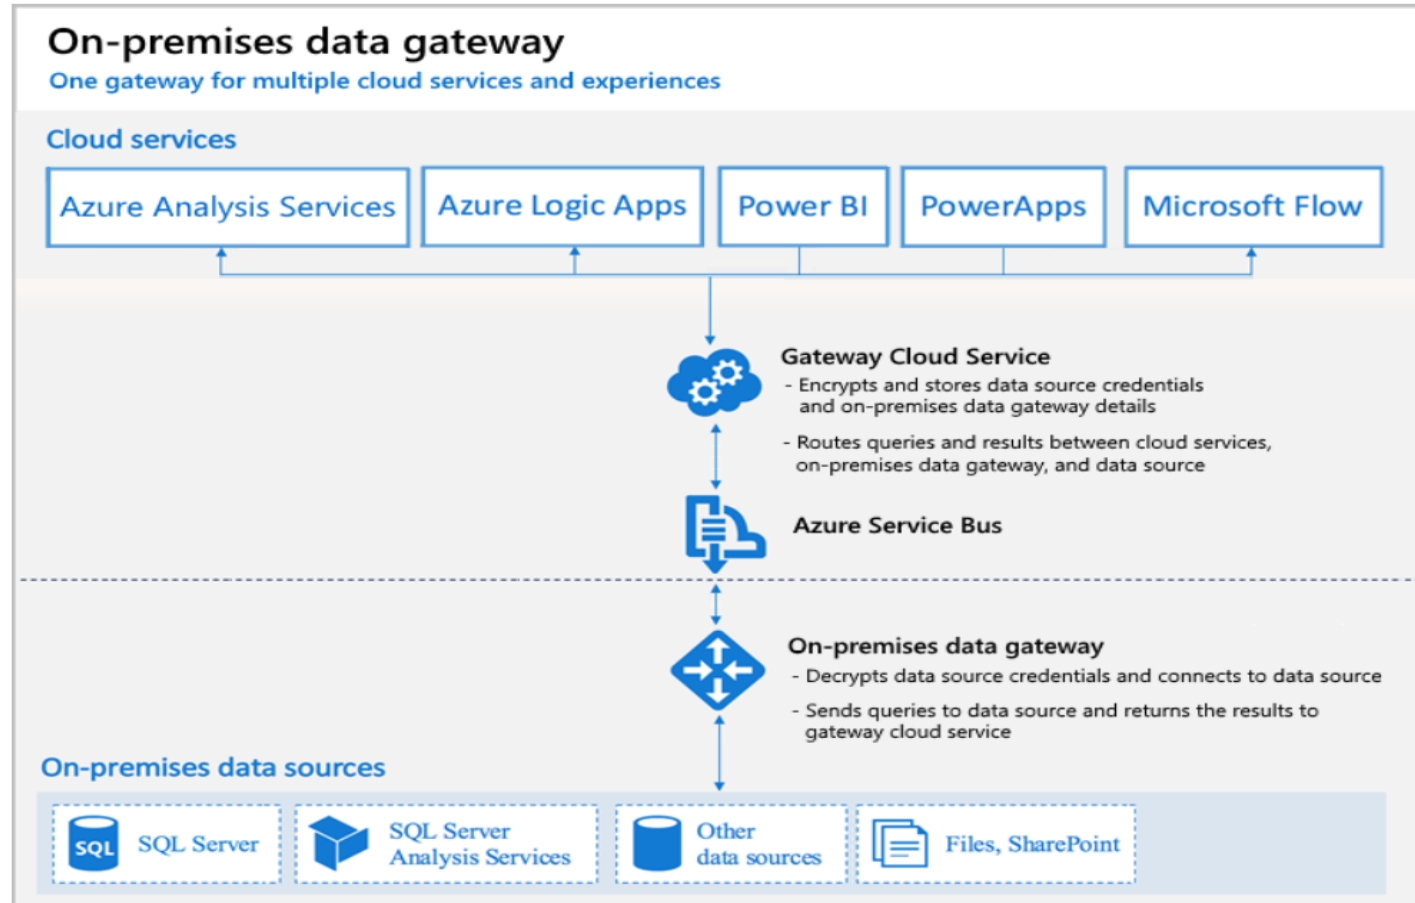 On-premises data gateway
One gateway for multiple cloud services and experiences
Cloud services
Azure Analysis Services
Azure Logic Apps
Power BI
PowerApps
Microsoft Flow
Gateway Cloud Service
- Encrypts and stores data source credentials
and on-premises data gateway details
- Routes queries and results between cloud services,
on-premises data gateway, and data source
Azure Service Bus
On-premises data gateway
- Decrypts data source credentials and connects to data source
- Sends queries to data source and returns the results to
gateway cloud service
On-premises data sources
SQL
SQL Server
SQL Server
Analysis Services
Other
data sources
Files, SharePoint